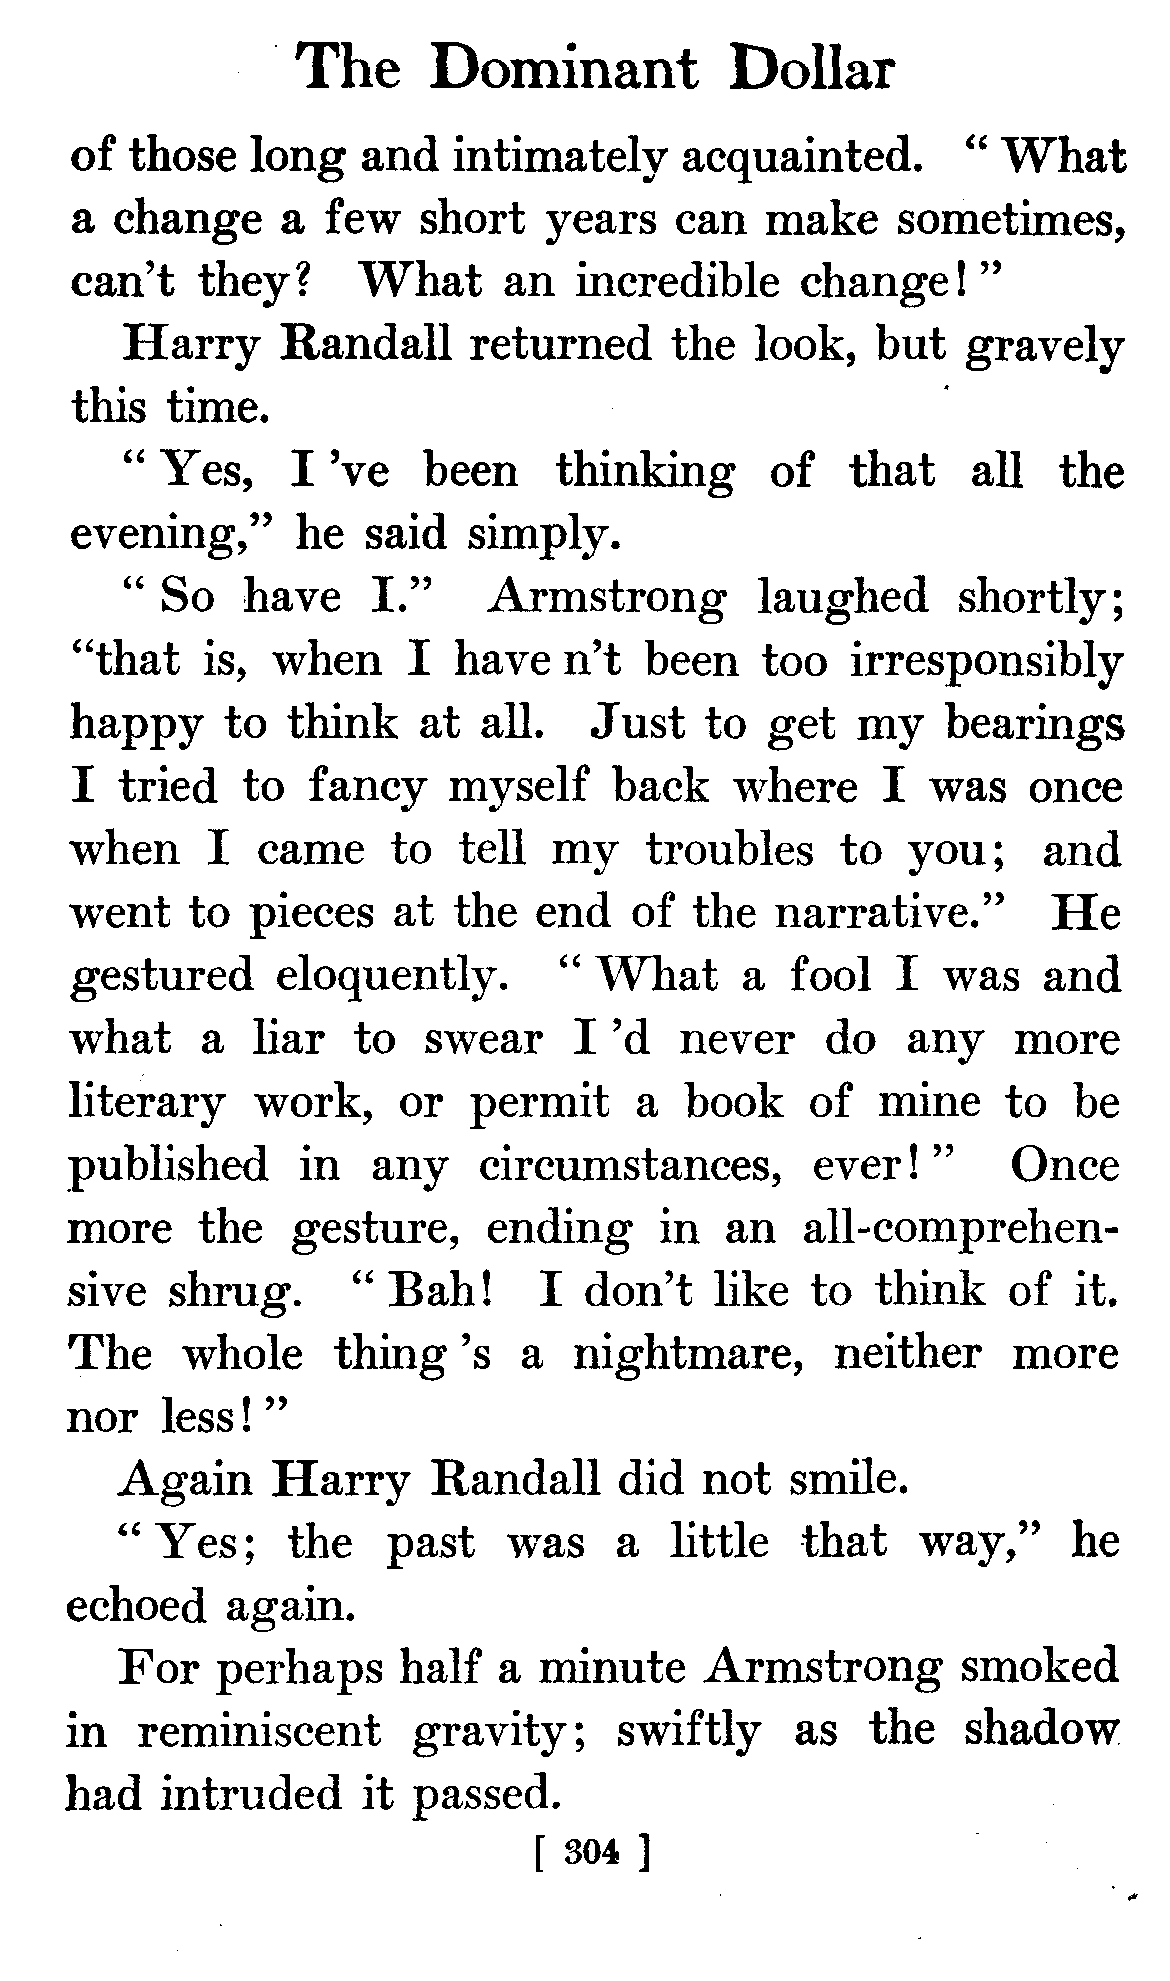 The Dominant Dollar
of those long and intimately acquainted. “ What
a change a few short years can make sometimes,
can’t they? What an incredible change! ”
Harry Randall returned the look, but gravely
this time.
“ Yes, I ’ve been thinking of that all the
evening,” he said simply.
“ So have I.” Armstrong laughed shortly;
“that is, when I have n’t been too irresponsibly
happy to think at all. Just to get my bearings
I tried to fancy myself back where I was once
when I came to tell my troubles to you; and
went to pieces at the end of the narrative.” He
gestured eloquently. “ What a fool I was and
what a liar to swear I ’d never do any more
literary work, or permit a book of mine to be
published in any circumstances, ever! ” Once
more the gesture, ending in an all-comprehen-
sive shrug. “ Bah! I don’t like to think of it.
The whole thing ’s a nightmare, neither more
nor less! ”
Again Harry Randall did not smile.
“ Yes; the past was a little that way,” he
echoed again.
For perhaps half a minute Armstrong smoked
in reminiscent gravity; swiftly as the shadow
had intruded it passed.
[ 304 ]